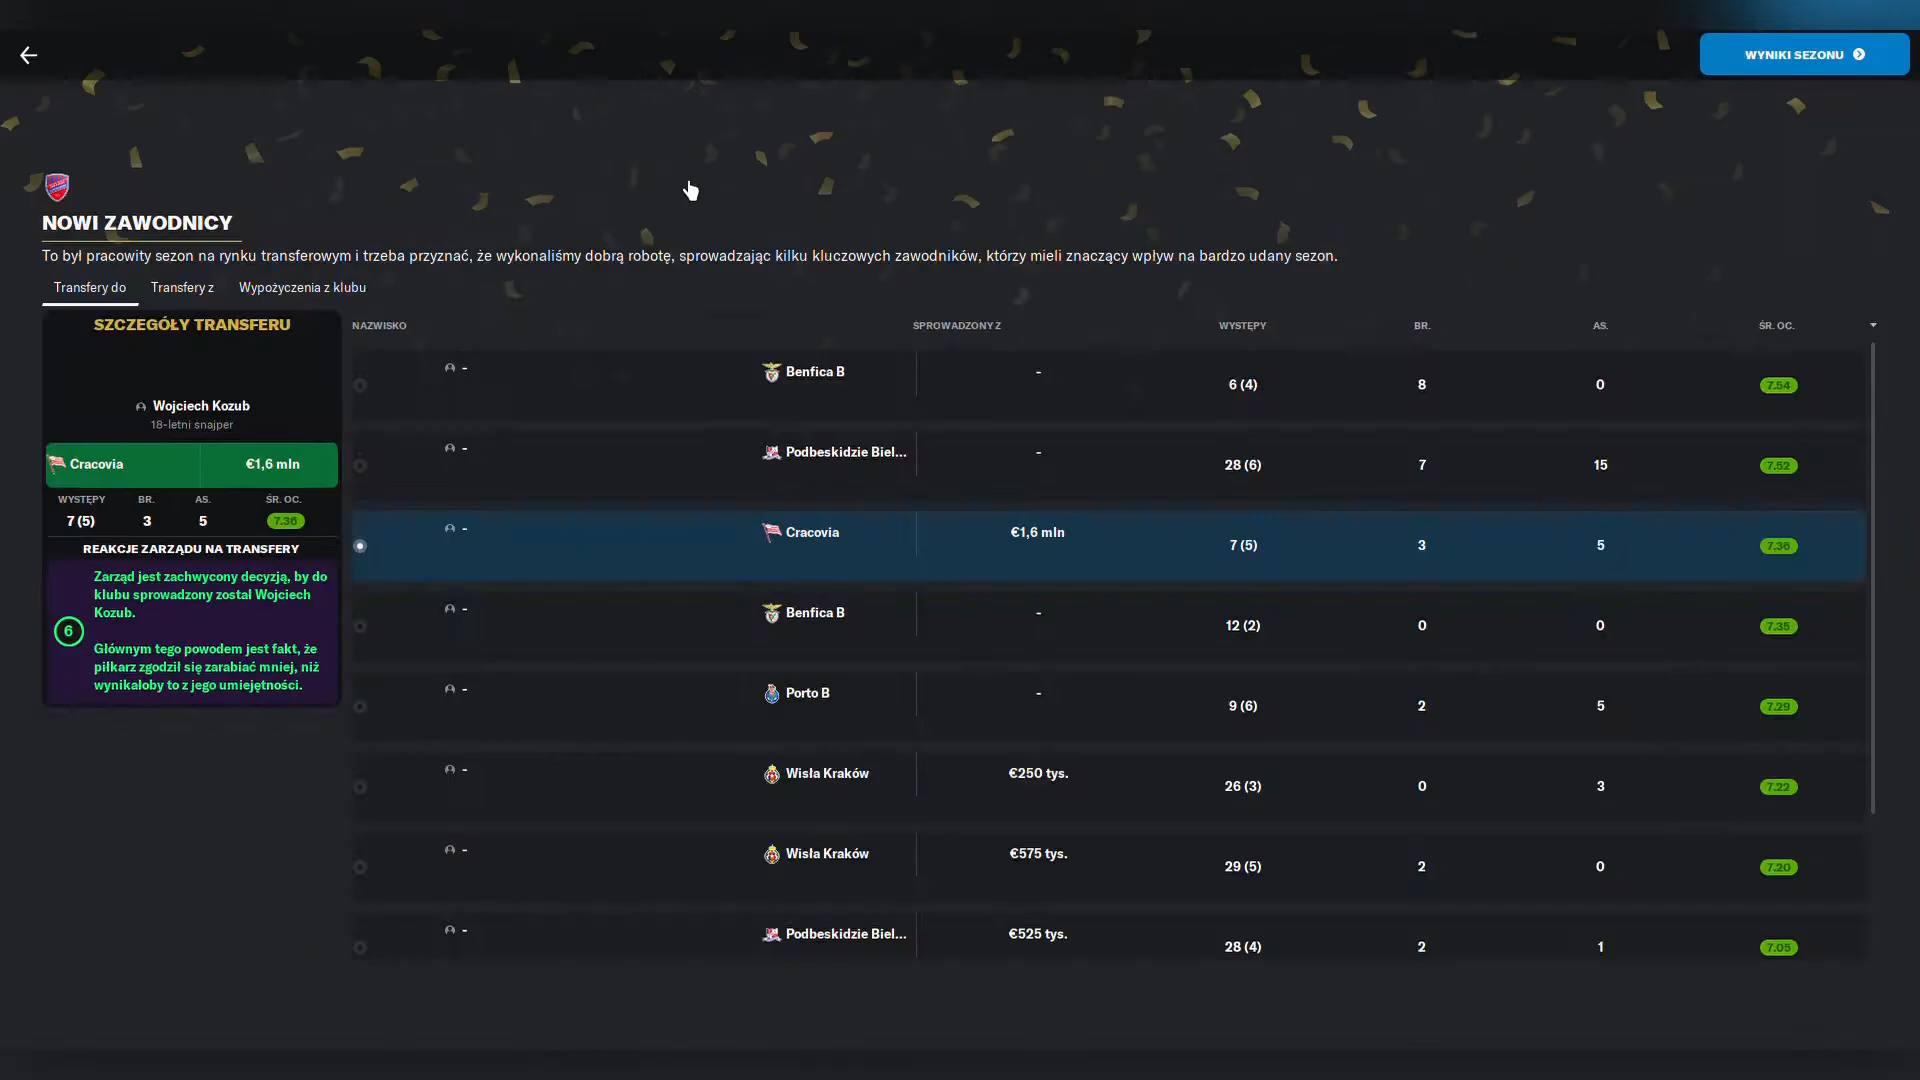 WYNIKI SEZONU
NOWI ZAWODNICY
To był pracowity sezon na rynku transferowym i trzeba przyznać, że wykonaliśmy dobrą robotę, sprowadzając kilku kluczowych zawodników, którzy mieli znaczący wpływ na bardzo udany sezon.
Transfery do Transfery z Wypożyczenia z klubu
SZCZEGÓŁY TRANSFERU
Wojciech Kozub
18-letni snajper
Cracovia €1,6 mln
WYSTĘPY BR. AS. ŚR. OC.
7 (5) 3 5 7.36
REAKCJE ZARZĄDU NA TRANSFERY
6
Zarząd jest zachwycony decyzją, by do
klubu sprowadzony został Wojciech
Kozub.
Głównym tego powodem jest fakt, że
piłkarz zgodził się zarabiać mniej, niż
wynikałoby to z jego umiejętności.
NAZWISKO SPROWADZONY Z WYSTĘPY BR. AS. ŚR. OC.
- Benfica B - 6 (4) 8 0 7.54
- Podbeskidzie Biel... - 28 (6) 7 15 7.52
- Cracovia €1,6 mln 7 (5) 3 5 7.36
- Benfica B - 12 (2) 0 0 7.35
- Porto B - 9 (6) 2 5 7.29
- Wisła Kraków €250 tys. 26 (3) 0 3 7.22
- Wisła Kraków €575 tys. 29 (5) 2 0 7.20
- Podbeskidzie Biel... €525 tys. 28 (4) 2 1 7.05